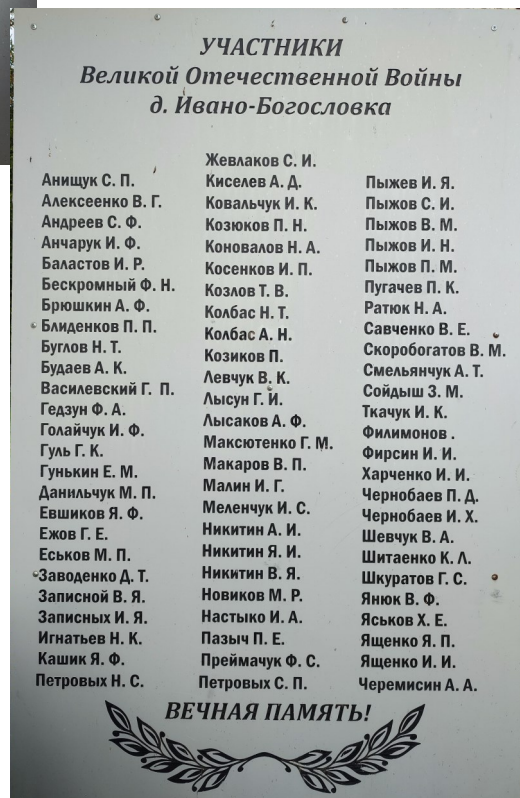 УЧАСТНИКИ
Великой Отечественной Войны
д. Ивано-Богословка
Анищук С. П.
Алексеенко В. Г.
Андреев С. Ф.
Анчарук И. Ф.
Баластов И. Р.
Бескромный Ф. Н.
Брюшкин А. Ф.
Блиденков П. П.
Буглов Н. Т.
Будаев А. К.
Василевский Г. П.
Гедзун Ф. А.
Голайчук И. Ф.
Гуль Г. К.
Гунькин Е. М.
Данильчук М. П.
Евшиков Я. Ф.
Ежов Г. Е.
Еськов М. П.
Заводенко Д. Т.
Записной В. Я.
Записных И. Я.
Игнатьев Н. К.
Кашик Я. Ф.
Петровых Н. С.
Жевлаков С. И.
Киселев А. Д.
Ковальчук И. К.
Козюков П. Н.
Коновалов Н. А.
Косенков И. П.
Козлов Т. В.
Колбас Н. Т.
Колбас А. Н.
Козиков П.
Левчук В. К.
Лысун Г. И.
Лысаков А. Ф.
Максютенко Г. М.
Макаров В. П.
Малин И. Г.
Меленчук И. С.
Никитин А. И.
Никитин Я. И.
Никитин В. Я.
Новиков М. Р.
Настыко И. А.
Пазыч П. Е.
Преймачук Ф. С.
Петровых С. П.
Пыжев И. Я.
Пыжов С. И.
Пыжов В. М.
Пыжов И. Н.
Пыжов П. М.
Пугачев П. К.
Ратюк Н. А.
Савченко В. Е.
Скоробогатов В. М.
Смельянчук А. Т.
Сойдыш З. М.
Ткачук И. К.
Филимонов .
Фирсин И. И.
Харченко И. И.
Чернобаев П. Д.
Чернобаев И. Х.
Шевчук В. А.
Шитаенко К. Л.
Шкуратов Г. С.
Янюк В. Ф.
Яськов Х. Е.
Ященко Я. П.
Ященко И. И.
Черемисин А. А.
ВЕЧНАЯ ПАМЯТЬ!